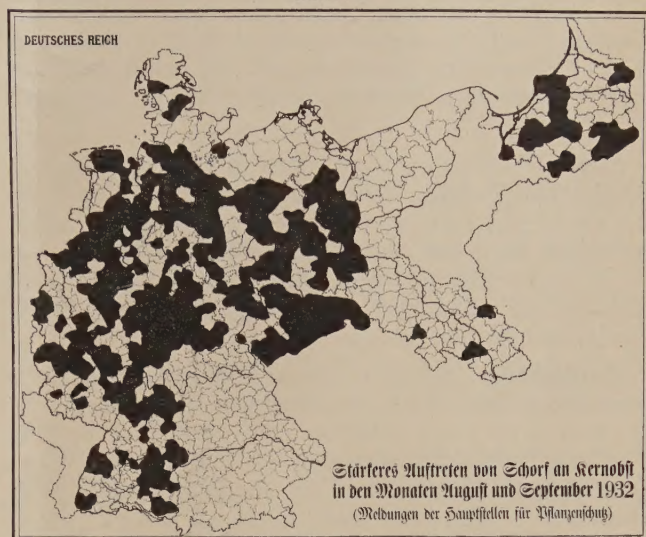 DEUTSCHES REICH
Stärkeres Auftreten von Schorf an Kernobst
in den Monaten August und September 1932
(Meldungen der Hauptstellen für Pflanzenschutz)